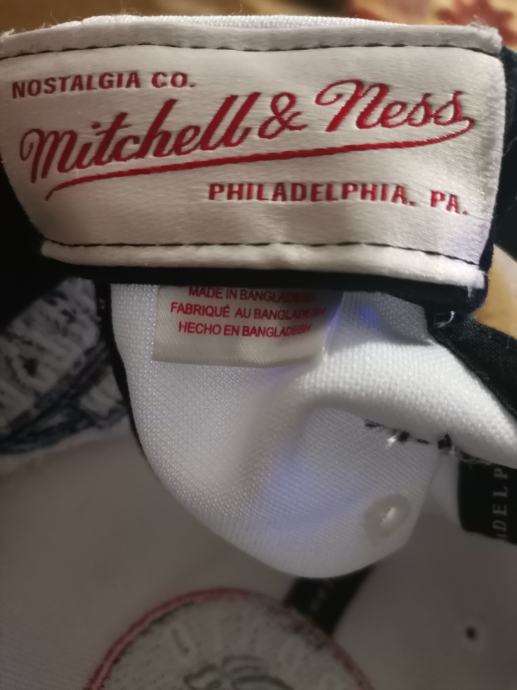 NOSTALGIA CO.
Mitchell & Ness
PHILADELPHIA, PA.
MADE IN BANGLADESH
FABRIQUÉ AU BANGLADESH
HECHO EN BANGLADESH